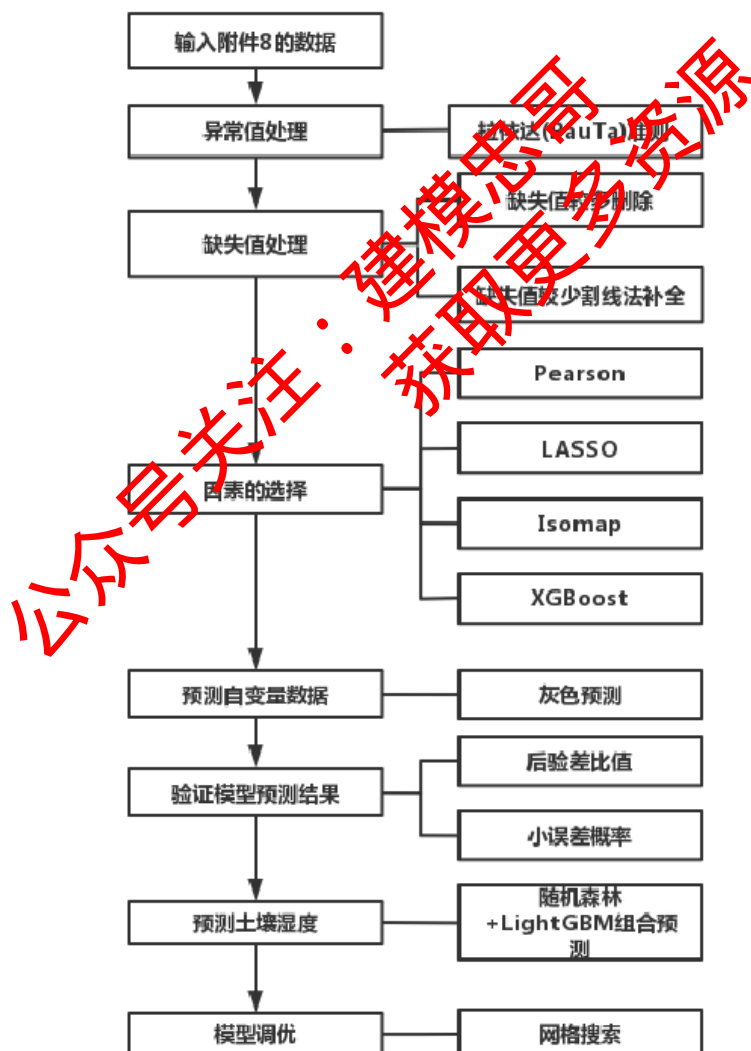 输入附件8的数据
异常值处理
拉依达(PauTa)准则
缺失值处理
缺失值较多删除
缺失值较少割线法补全
因素的选择
Pearson
LASSO
Isomap
XGBoost
预测自变量数据
灰色预测
验证模型预测结果
后验差比值
小误差概率
预测土壤湿度
随机森林
+LightGBM组合预
测
模型调优
网格搜索
公众号关注：建模忠哥
获取更多资源